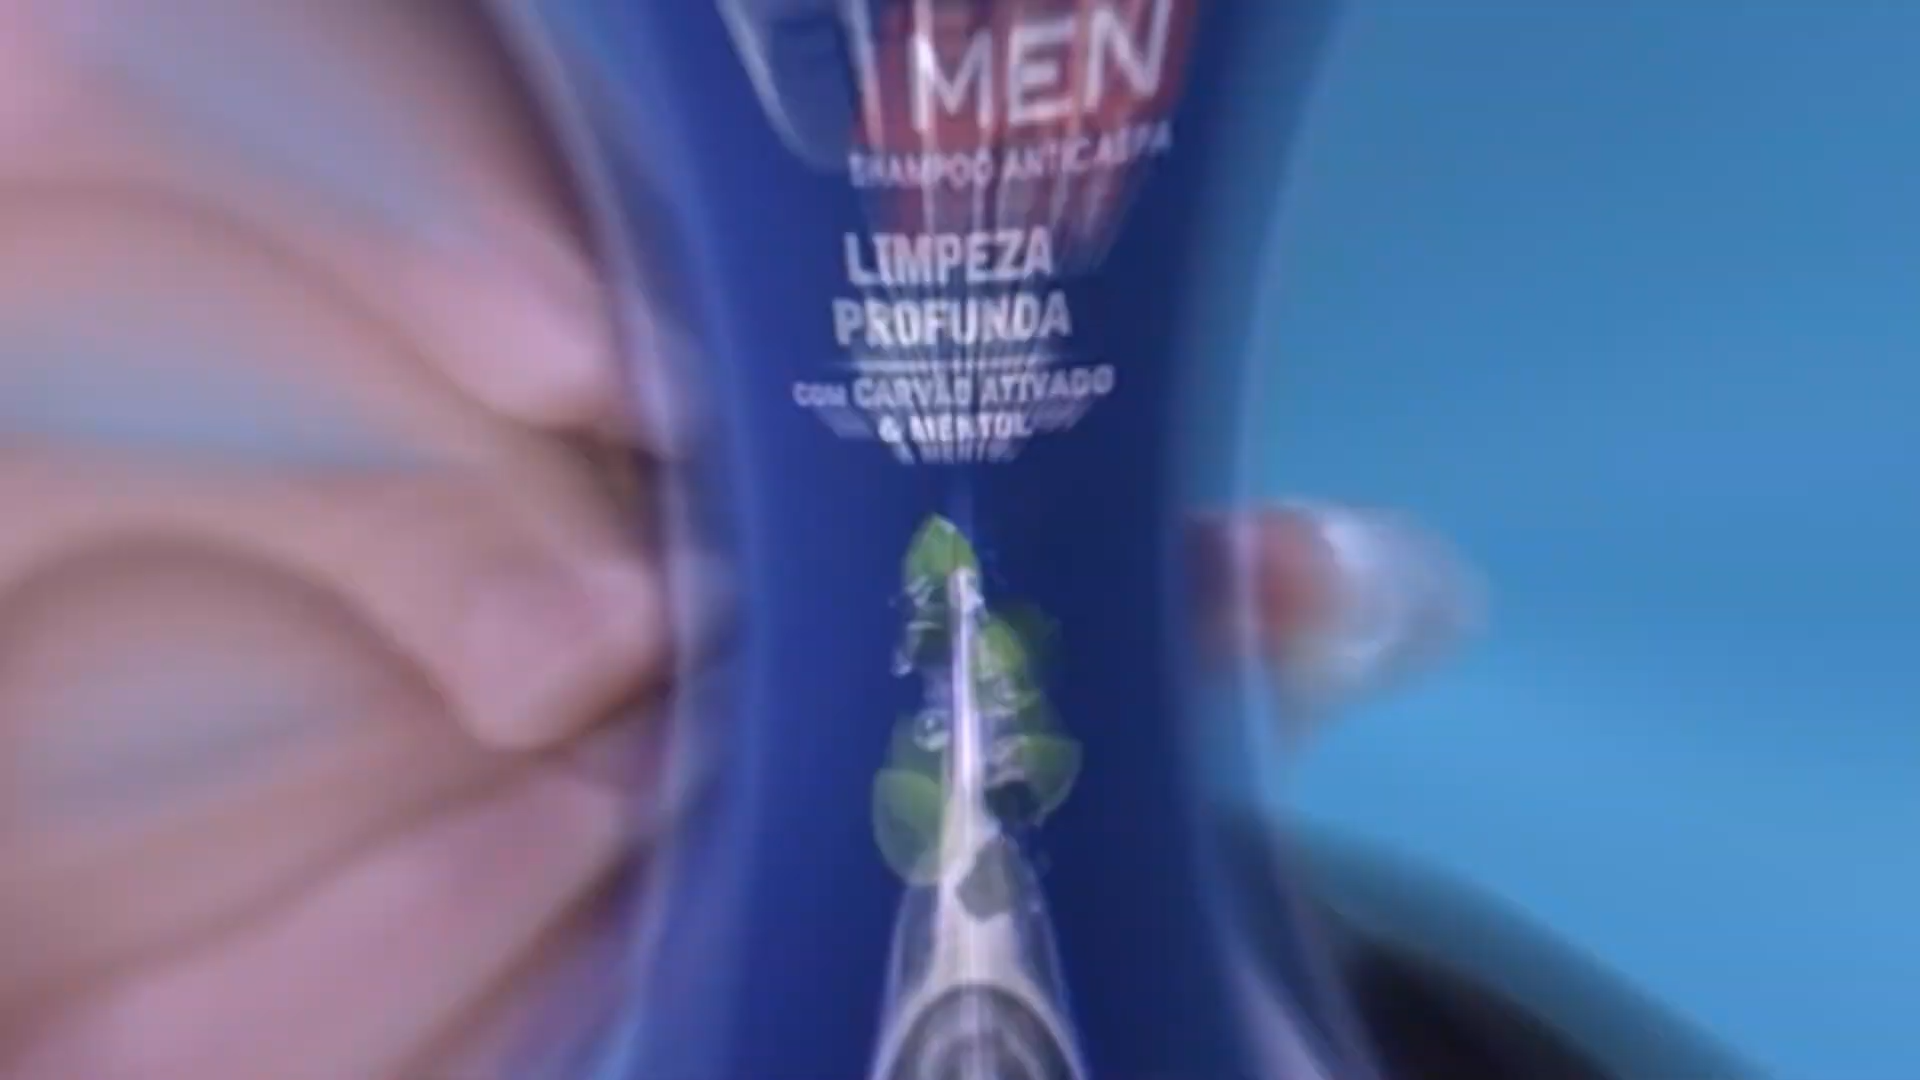 MEN
SHAMPOO ANTICASPA
LIMPEZA
PROFUNDA
COM CARVÃO ATIVADO
& MENTOL